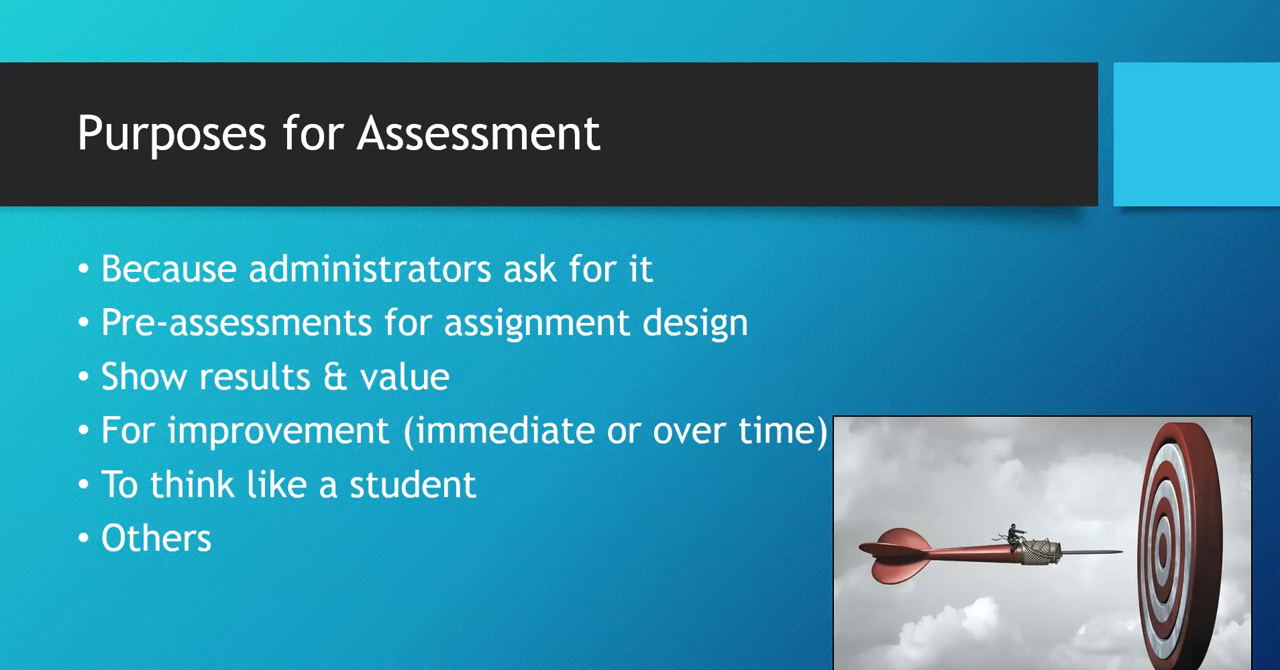 Purposes for Assessment
• Because administrators ask for it
• Pre-assessments for assignment design
• Show results & value
• For improvement (immediate or over time)
• To think like a student
• Others